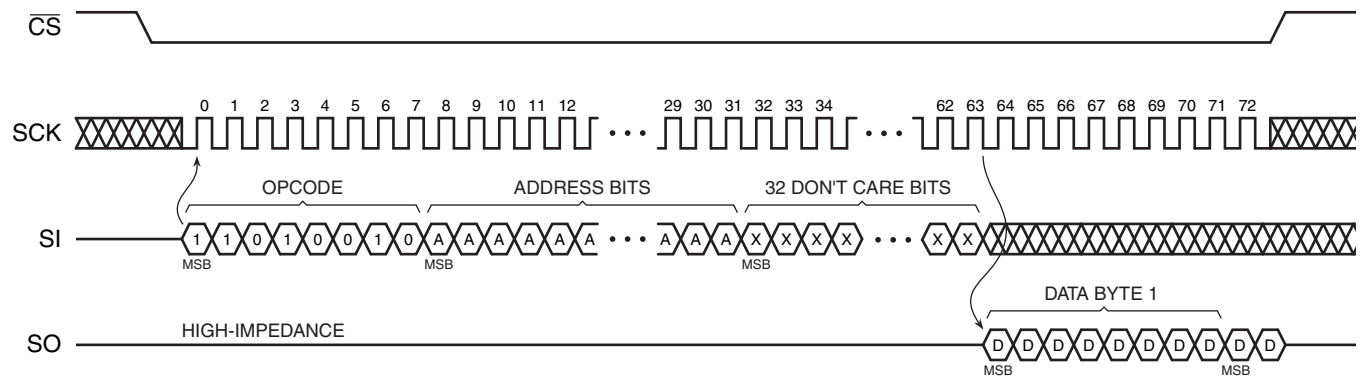 CS
0 1 2 3 4 5 6 7 8 9 10 11 12 29 30 31 32 33 34 62 63 64 65 66 67 68 69 70 71 72
SCK • • • • • •
OPCODE ADDRESS BITS 32 DON'T CARE BITS
SI 1 1 0 1 0 0 1 0 A A A A A A • • • A A A X X X X • • • X X
MSB MSB MSB
DATA BYTE 1
HIGH-IMPEDANCE
SO D D D D D D D D D D
MSB MSB